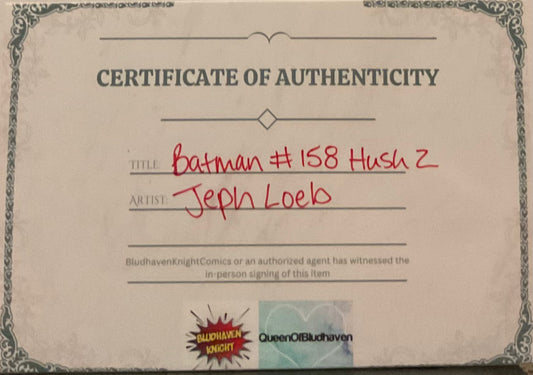 CERTIFICATE OF AUTHENTICITY
TITLE: Batman # 158 Hush 2
ARTIST: Jeph Loeb
BludhavenKnightComics or an authorized agent has witnessed the
in-person signing of this item
BLUDHAVEN
KNIGHT
QueenOfBludhaven